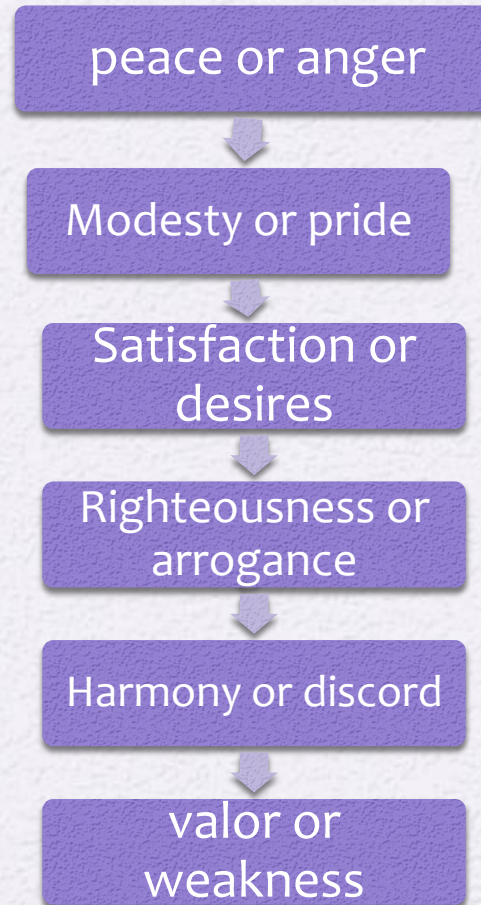 peace or anger
Modesty or pride
Satisfaction or
desires
Righteousness or
arrogance
Harmony or discord
valor or
weakness